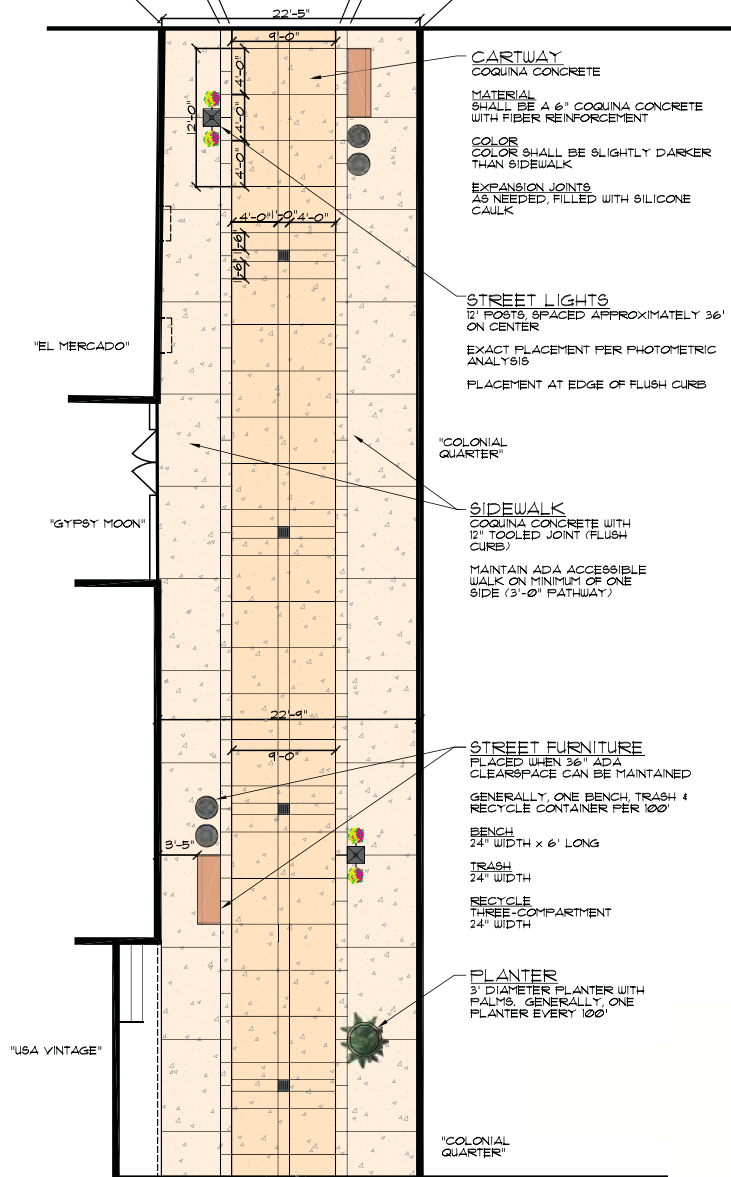 22'-5"
9'-0"
4'-0"
4'-0"
12'-0"
4'-0"
4'-0"
1'-0"
4'-0"
1'-6"
1'-6"
CARTWAY
COQUINA CONCRETE
MATERIAL
SHALL BE A 6" COQUINA CONCRETE
WITH FIBER REINFORCEMENT
COLOR
COLOR SHALL BE SLIGHTLY DARKER
THAN SIDEWALK
EXPANSION JOINTS
AS NEEDED, FILLED WITH SILICONE
CAULK
STREET LIGHTS
12' POSTS, SPACED APPROXIMATELY 36'
ON CENTER
EXACT PLACEMENT PER PHOTOMETRIC
ANALYSIS
PLACEMENT AT EDGE OF FLUSH CURB
"EL MERCADO"
"COLONIAL
QUARTER"
"GYPSY MOON"
SIDEWALK
COQUINA CONCRETE WITH
12" TOOLED JOINT (FLUSH
CURB)
MAINTAIN ADA ACCESSIBLE
WALK ON MINIMUM OF ONE
SIDE (3'-0" PATHWAY)
22'-9"
9'-0"
STREET FURNITURE
PLACED WHEN 36" ADA
CLEARSPACE CAN BE MAINTAINED
GENERALLY, ONE BENCH, TRASH &
RECYCLE CONTAINER PER 100'
BENCH
24" WIDTH x 6' LONG
TRASH
24" WIDTH
RECYCLE
THREE-COMPARTMENT
24" WIDTH
3'-5"
PLANTER
3' DIAMETER PLANTER WITH
PALMS. GENERALLY, ONE
PLANTER EVERY 100'
"USA VINTAGE"
"COLONIAL
QUARTER"